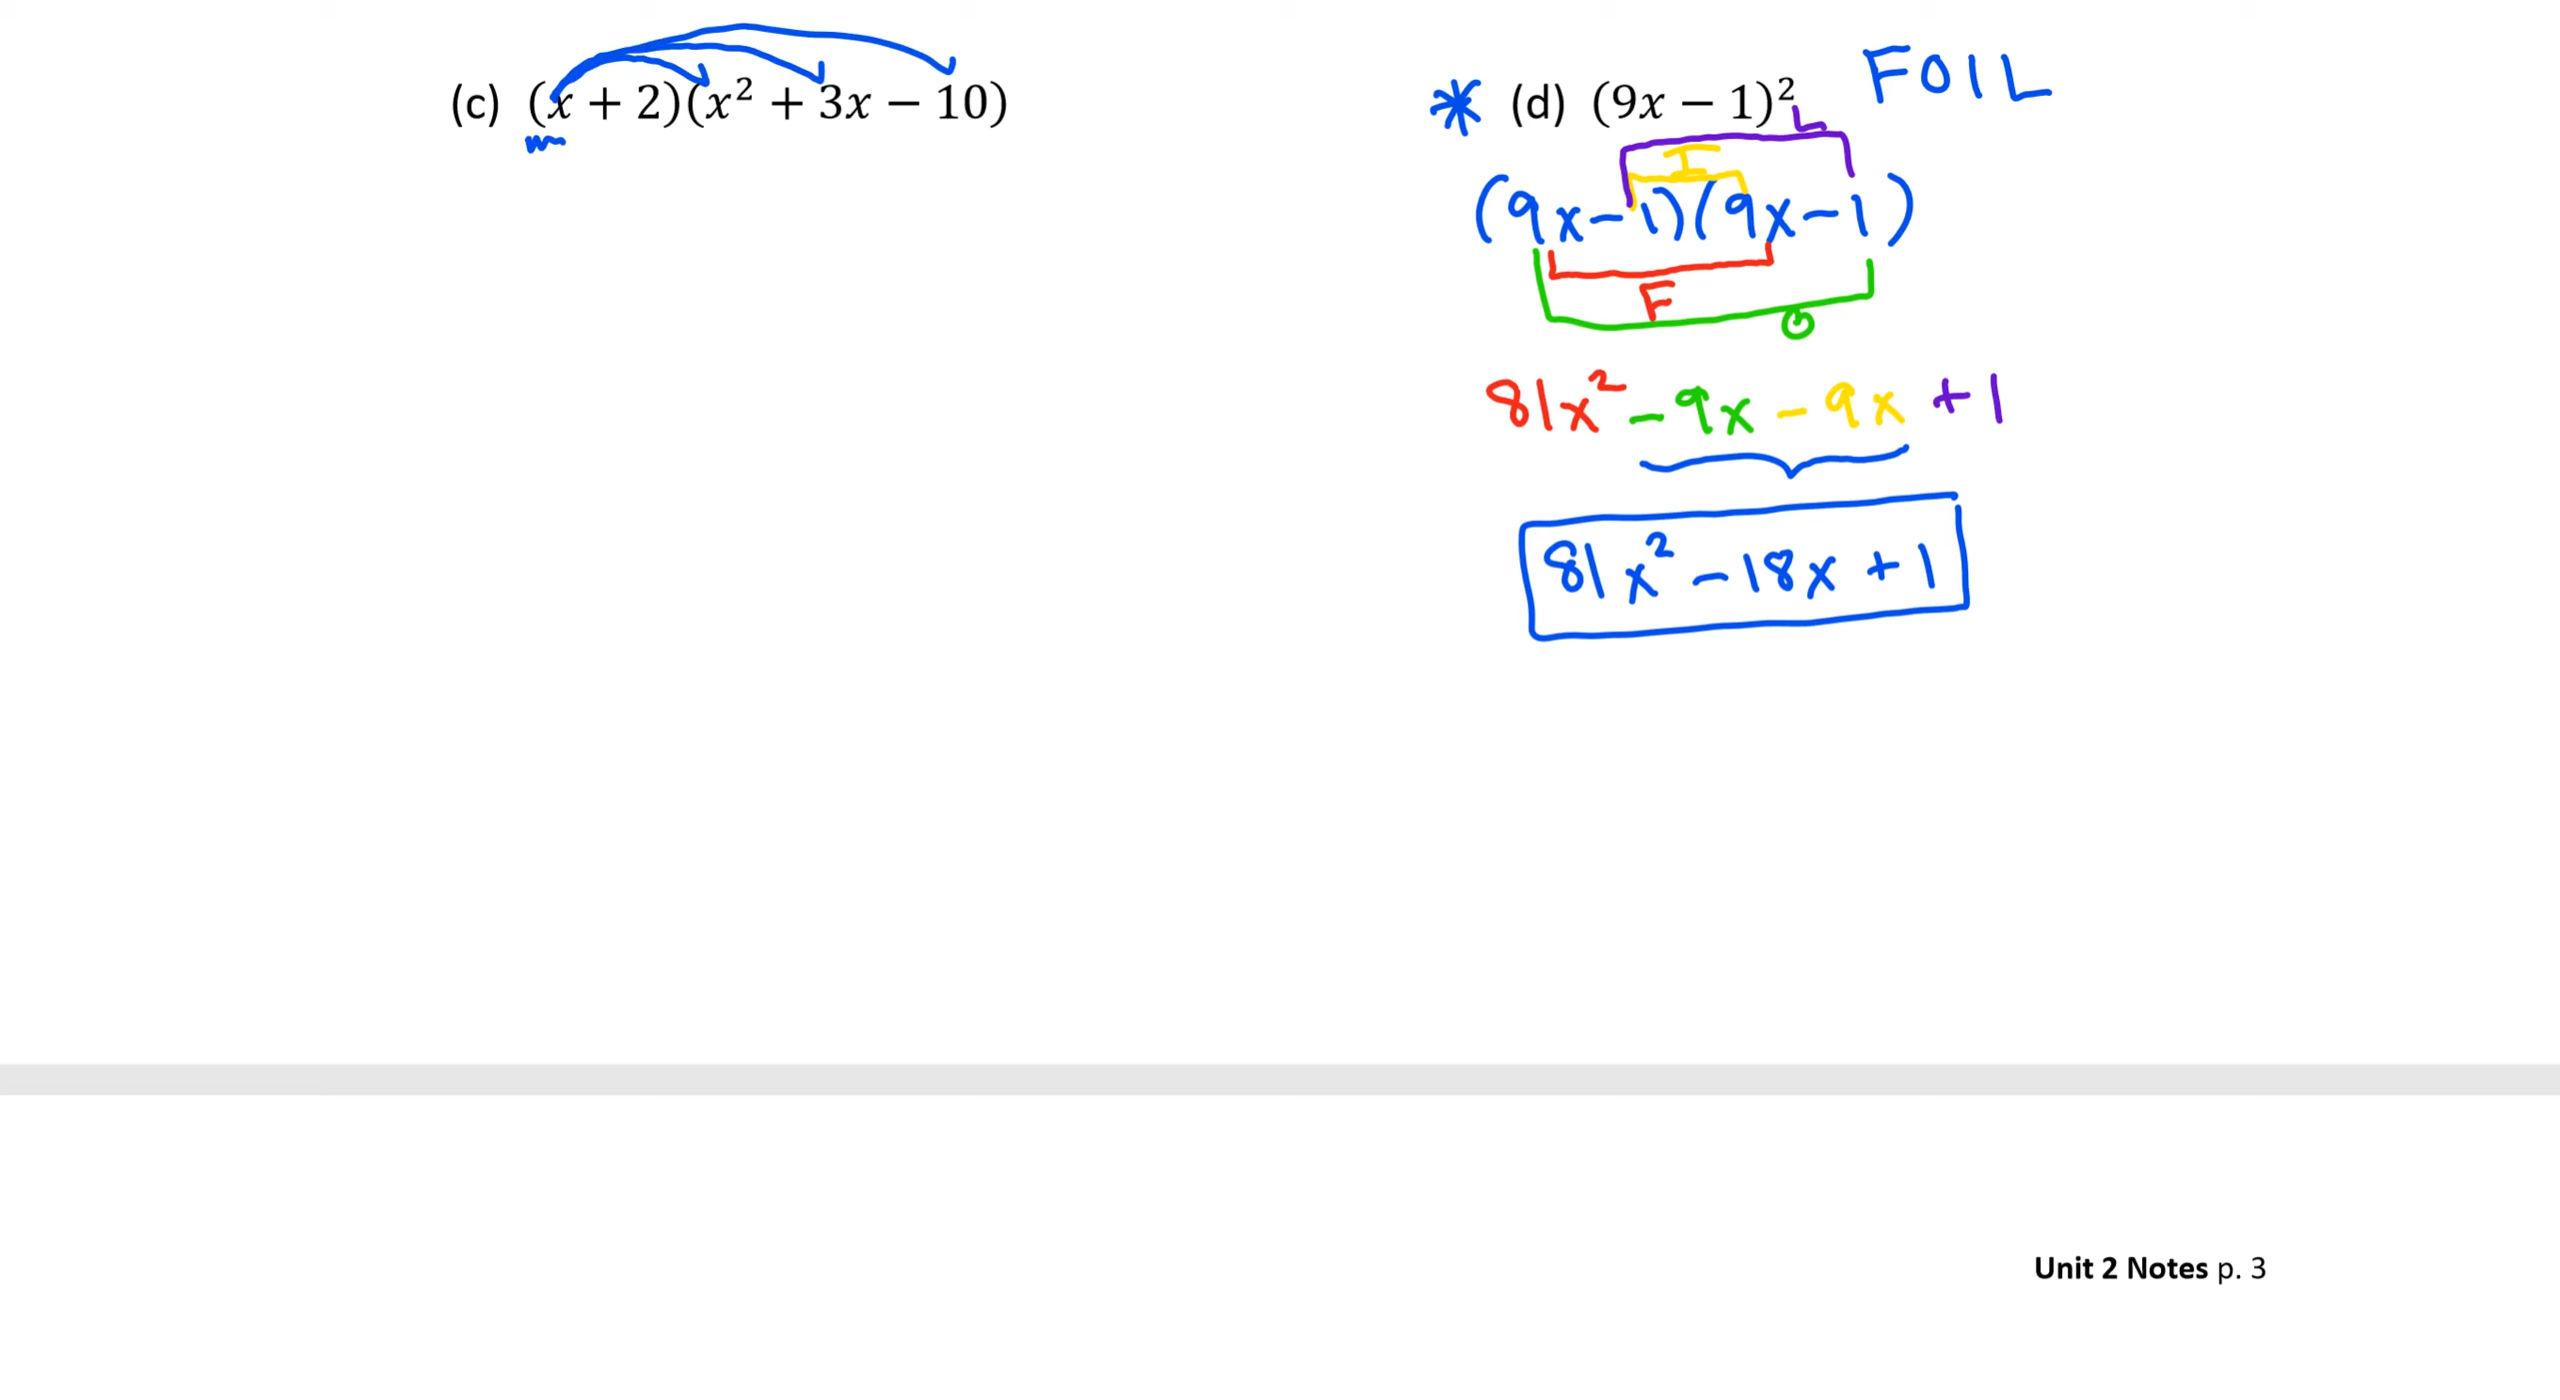 (c) (x + 2)(x² + 3x − 10)
* (d) (9x − 1)² FOIL
L
I
(9x-1)(9x-1)
F
O
81x² - 9x - 9x + 1
81x² - 18x + 1
Unit 2 Notes p. 3